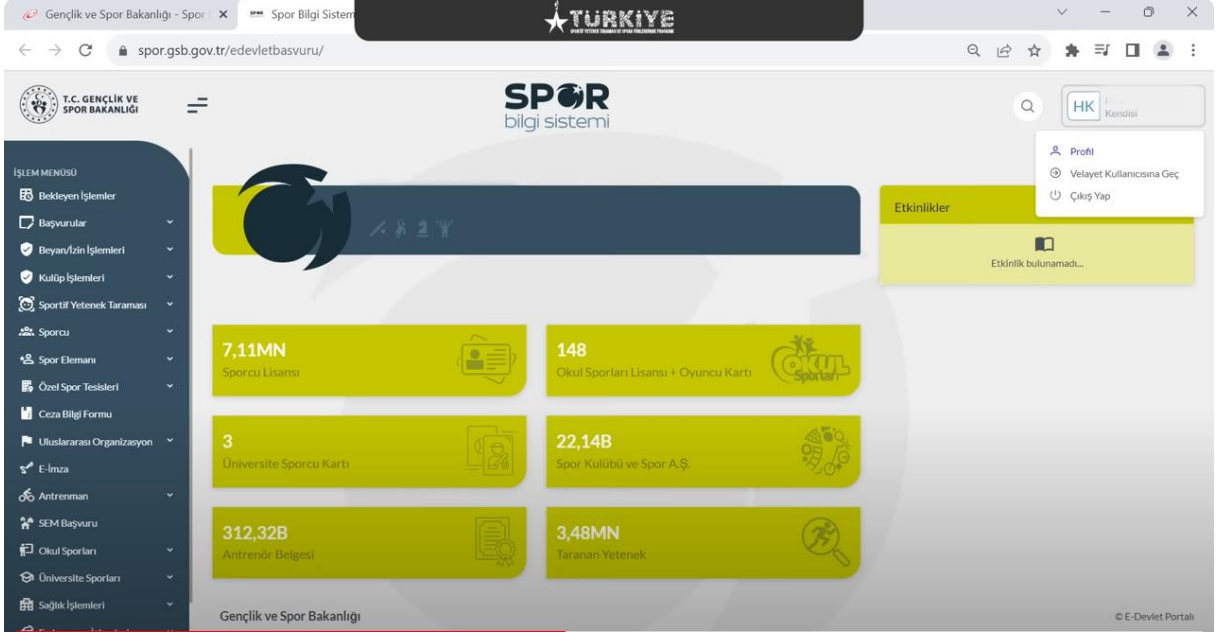 Gençlik ve Spor Bakanlığı - Spor
Spor Bilgi Sistem
TÜRKİYE
spor.gsb.gov.tr/edevletbasvuru/
T.C. GENÇLİK VE
SPOR BAKANLIĞI
SPOR
bilgi sistemi
HK
Kendisi
Profil
Velayet Kullanıcısına Geç
Çıkış Yap
İŞLEM MENÜSÜ
Bekleyen İşlemler
Başvurular
Beyan/İzin İşlemleri
Kulüp İşlemleri
Sportif Yetenek Taraması
Sporcu
Spor Elemanı
Özel Spor Tesisleri
Ceza Bilgi Formu
Uluslararası Organizasyon
E-İmza
Antrenman
SEM Başvuru
Okul Sporları
Üniversite Sporları
Sağlık İşlemleri
Etkinlikler
Etkinlik bulunamadı...
7,11MN
Sporcu Lisansı
148
Okul Sporları Lisansı + Oyuncu Kartı
OKUL
Sporları
3
Üniversite Sporcu Kartı
22,14B
Spor Kulübü ve Spor A.Ş.
312,32B
Antrenör Belgesi
3,48MN
Taranan Yetenek
Gençlik ve Spor Bakanlığı
© E-Devlet Portalı